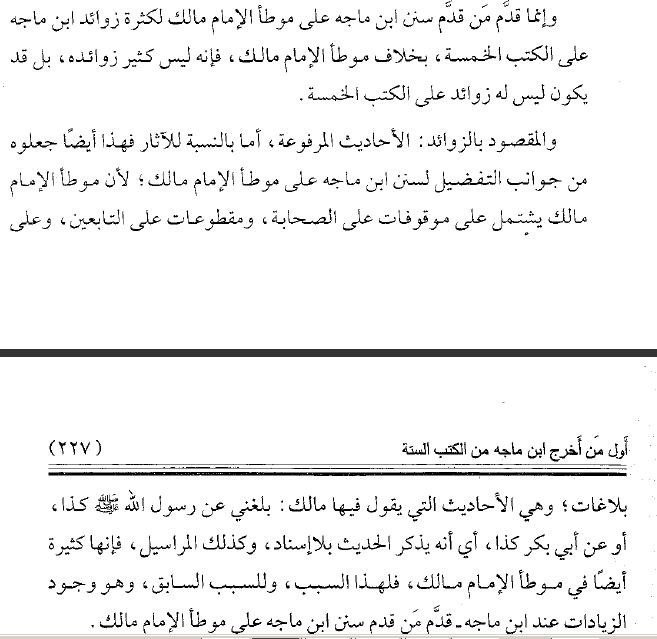 وإنما قدَّم مَن قدَّم سنن ابن ماجه على موطأ الإمام مالك لكثرة زوائد ابن ماجه
على الكتب الخمسة، بخلاف موطأ الإمام مالك، فإنه ليس كثير زوائده، بل قد
يكون ليس له زوائد على الكتب الخمسة.
والمقصود بالزوائد: الأحاديث المرفوعة، أما بالنسبة للآثار فهذا أيضًا جعلوه
من جوانب التفضيل لسنن ابن ماجه على موطأ الإمام مالك؛ لأن موطأ الإمام
مالك يشتمل على موقوفات على الصحابة، ومقطوعات على التابعين، وعلى
أول مَن أخرج ابن ماجه من الكتب الستة (٢٢٧)
بلاغات؛ وهي الأحاديث التي يقول فيها مالك: بلغني عن رسول الله ﷺ كذا،
أو عن أبي بكر كذا، أي أنه يذكر الحديث بلاإسناد، وكذلك المراسيل، فإنها كثيرة
أيضًا في موطأ الإمام مالك، فلهذا السبب، وللسبب السابق، وهو وجود
الزيادات عند ابن ماجه ـ قدَّم مَن قدم سنن ابن ماجه على موطأ الإمام مالك.